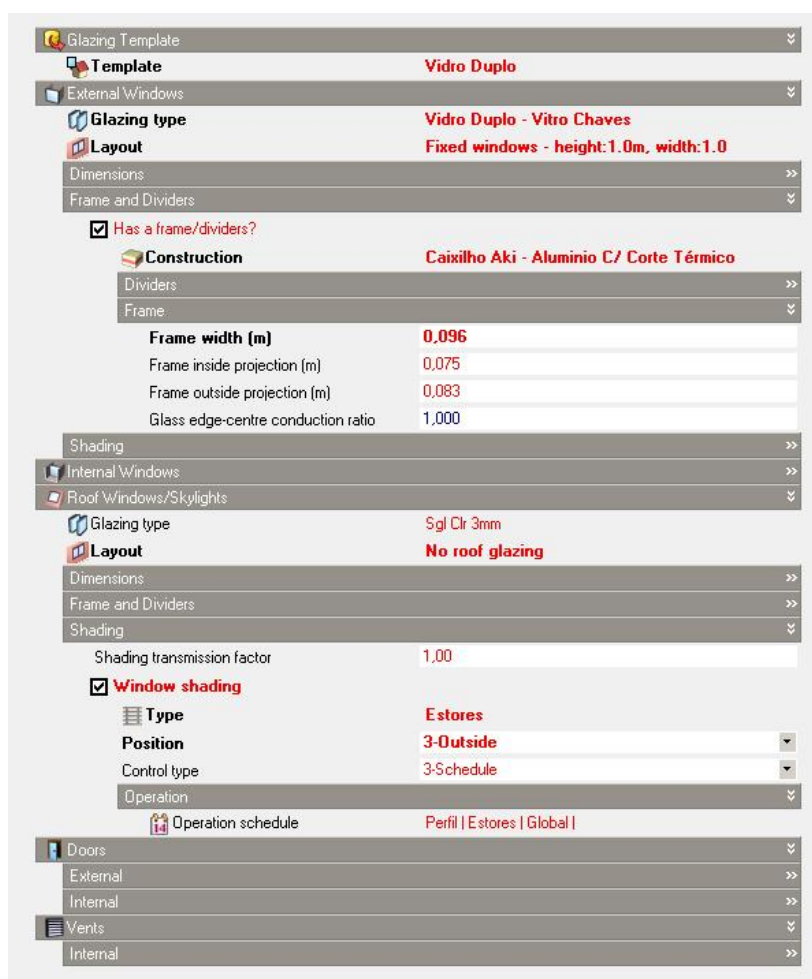 Glazing Template
Template Vidro Duplo
External Windows
Glazing type Vidro Duplo - Vitro Chaves
Layout Fixed windows - height:1.0m, width:1.0
Dimensions
Frame and Dividers
Has a frame/dividers?
Construction Caixilho Aki - Aluminio C/ Corte Térmico
Dividers
Frame
Frame width (m) 0,096
Frame inside projection (m) 0,075
Frame outside projection (m) 0,083
Glass edge-centre conduction ratio 1,000
Shading
Internal Windows
Roof Windows/Skylights
Glazing type Sgl Clr 3mm
Layout No roof glazing
Dimensions
Frame and Dividers
Shading
Shading transmission factor 1,00
Window shading
Type Estores
Position 3-Outside
Control type 3-Schedule
Operation
14 Operation schedule Perfil | Estores | Global |
Doors
External
Internal
Vents
Internal